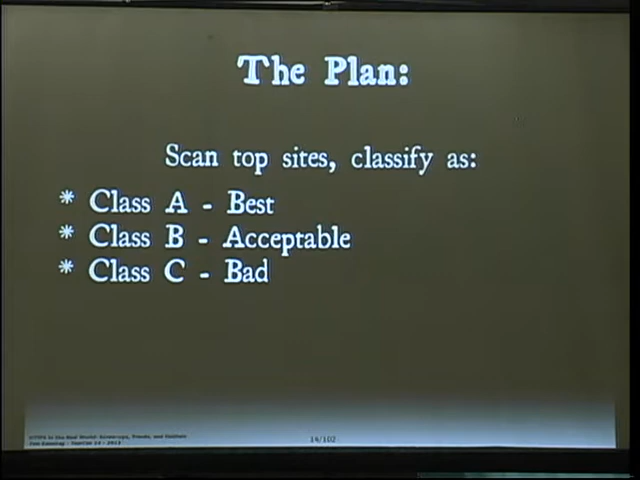 The Plan:
Scan top sites, classify as:
* Class A - Best
* Class B - Acceptable
* Class C - Bad
14/102